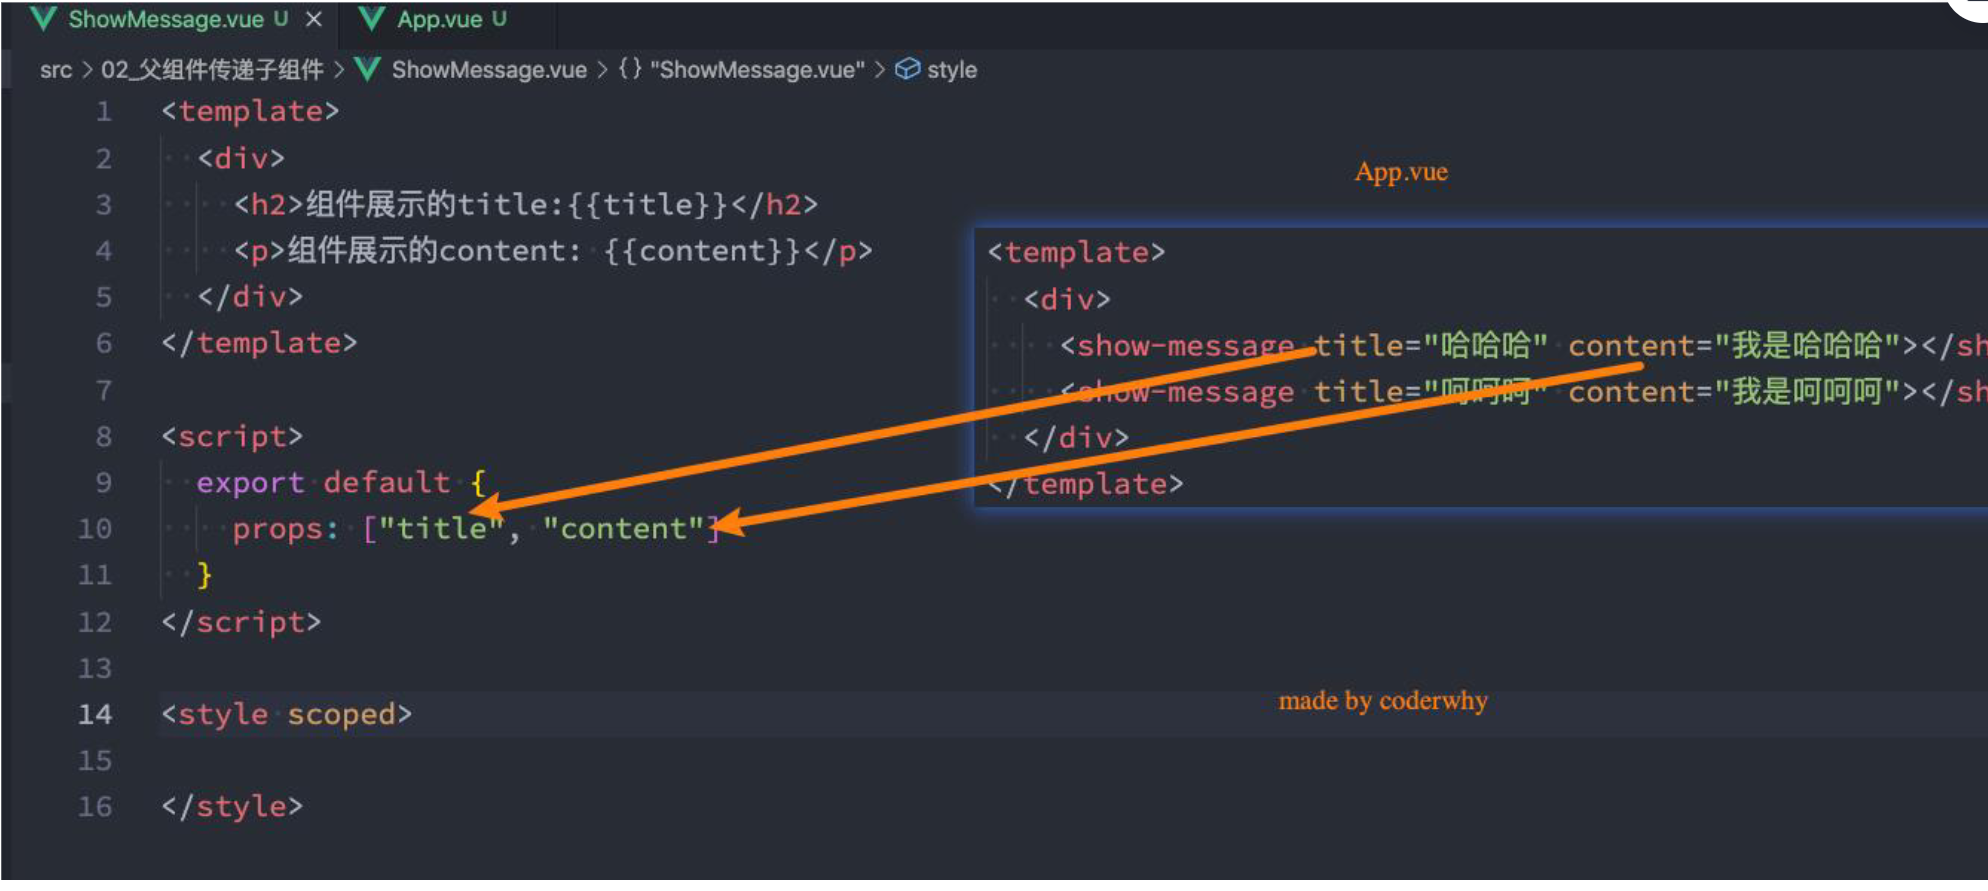 ShowMessage.vue U × App.vue U
src > 02_父组件传递子组件 > ShowMessage.vue > {} "ShowMessage.vue" > style
1 <template>
2 <div>
3 <h2>组件展示的title:{{title}}</h2>
4 <p>组件展示的content: {{content}}</p>
5 </div>
6 </template>
7
8 <script>
9 export default {
10 props: ["title", "content"]
11 }
12 </script>
13
14 <style scoped>
15
16 </style>
App.vue
<template>
<div>
<show-message title="哈哈哈" content="我是哈哈哈"></sh
<show-message title="呵呵呵" content="我是呵呵呵"></sh
</div>
</template>
made by coderwhy